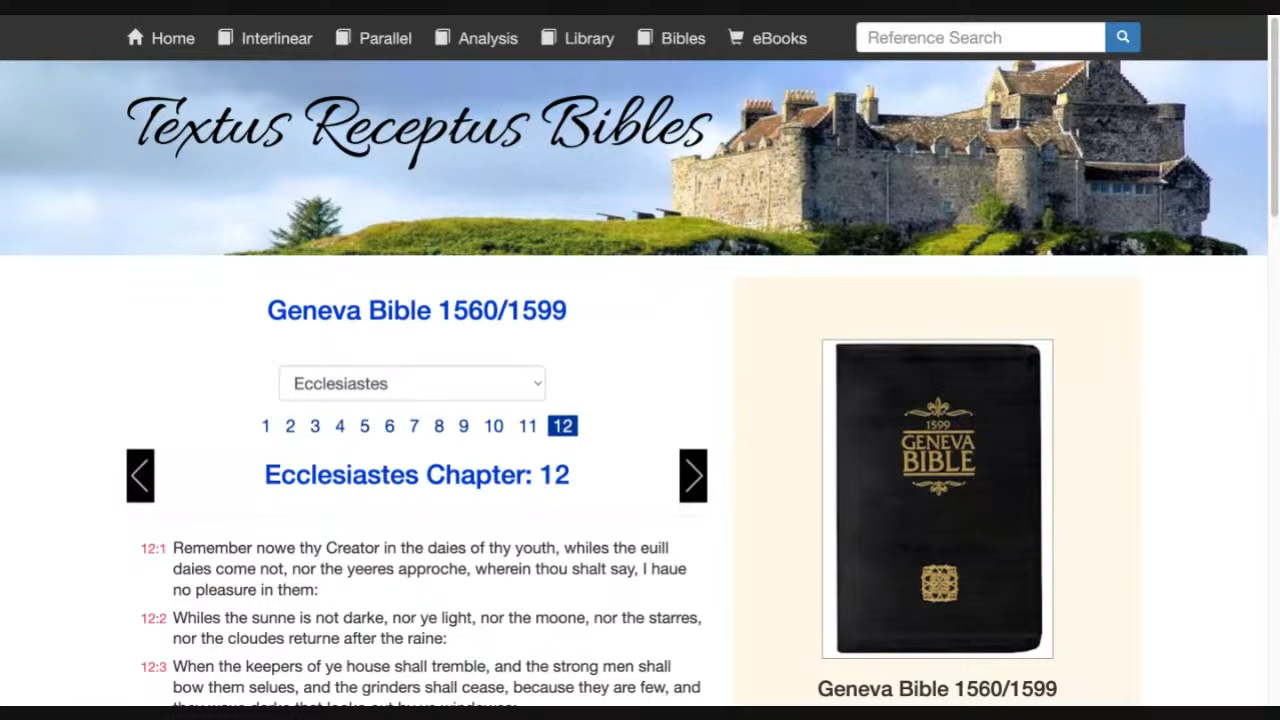 Home Interlinear Parallel Analysis Library Bibles eBooks Reference Search
Textus Receptus Bibles
Geneva Bible 1560/1599
Ecclesiastes
1 2 3 4 5 6 7 8 9 10 11 12
Ecclesiastes Chapter: 12
12:1 Remember nowe thy Creator in the daies of thy youth, whiles the euill
daies come not, nor the yeeres approche, wherein thou shalt say, I haue
no pleasure in them:
12:2 Whiles the sunne is not darke, nor ye light, nor the moone, nor the starres,
nor the cloudes returne after the raine:
12:3 When the keepers of ye house shall tremble, and the strong men shall
bow them selues, and the grinders shall cease, because they are few, and
1599
GENEVA
BIBLE
Geneva Bible 1560/1599